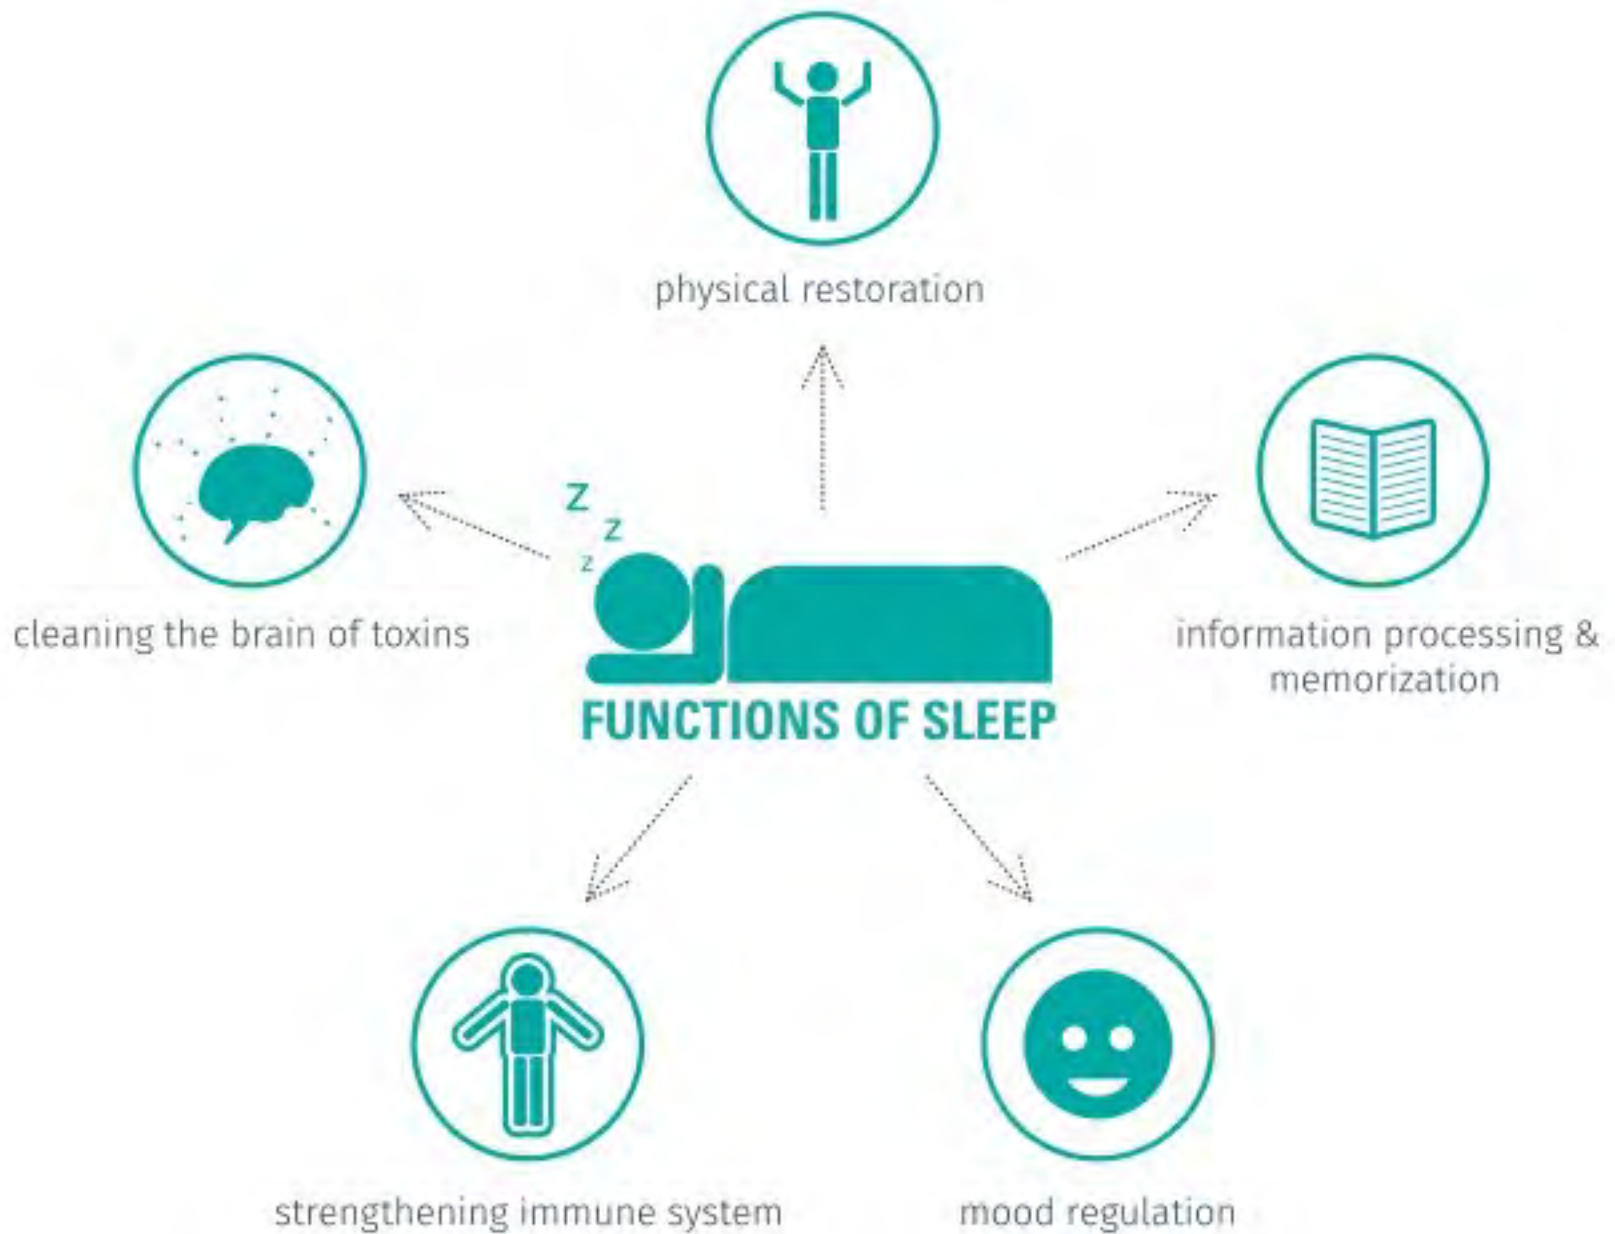 physical restoration
cleaning the brain of toxins
z
z
z
information processing &
memorization
FUNCTIONS OF SLEEP
strengthening immune system
mood regulation